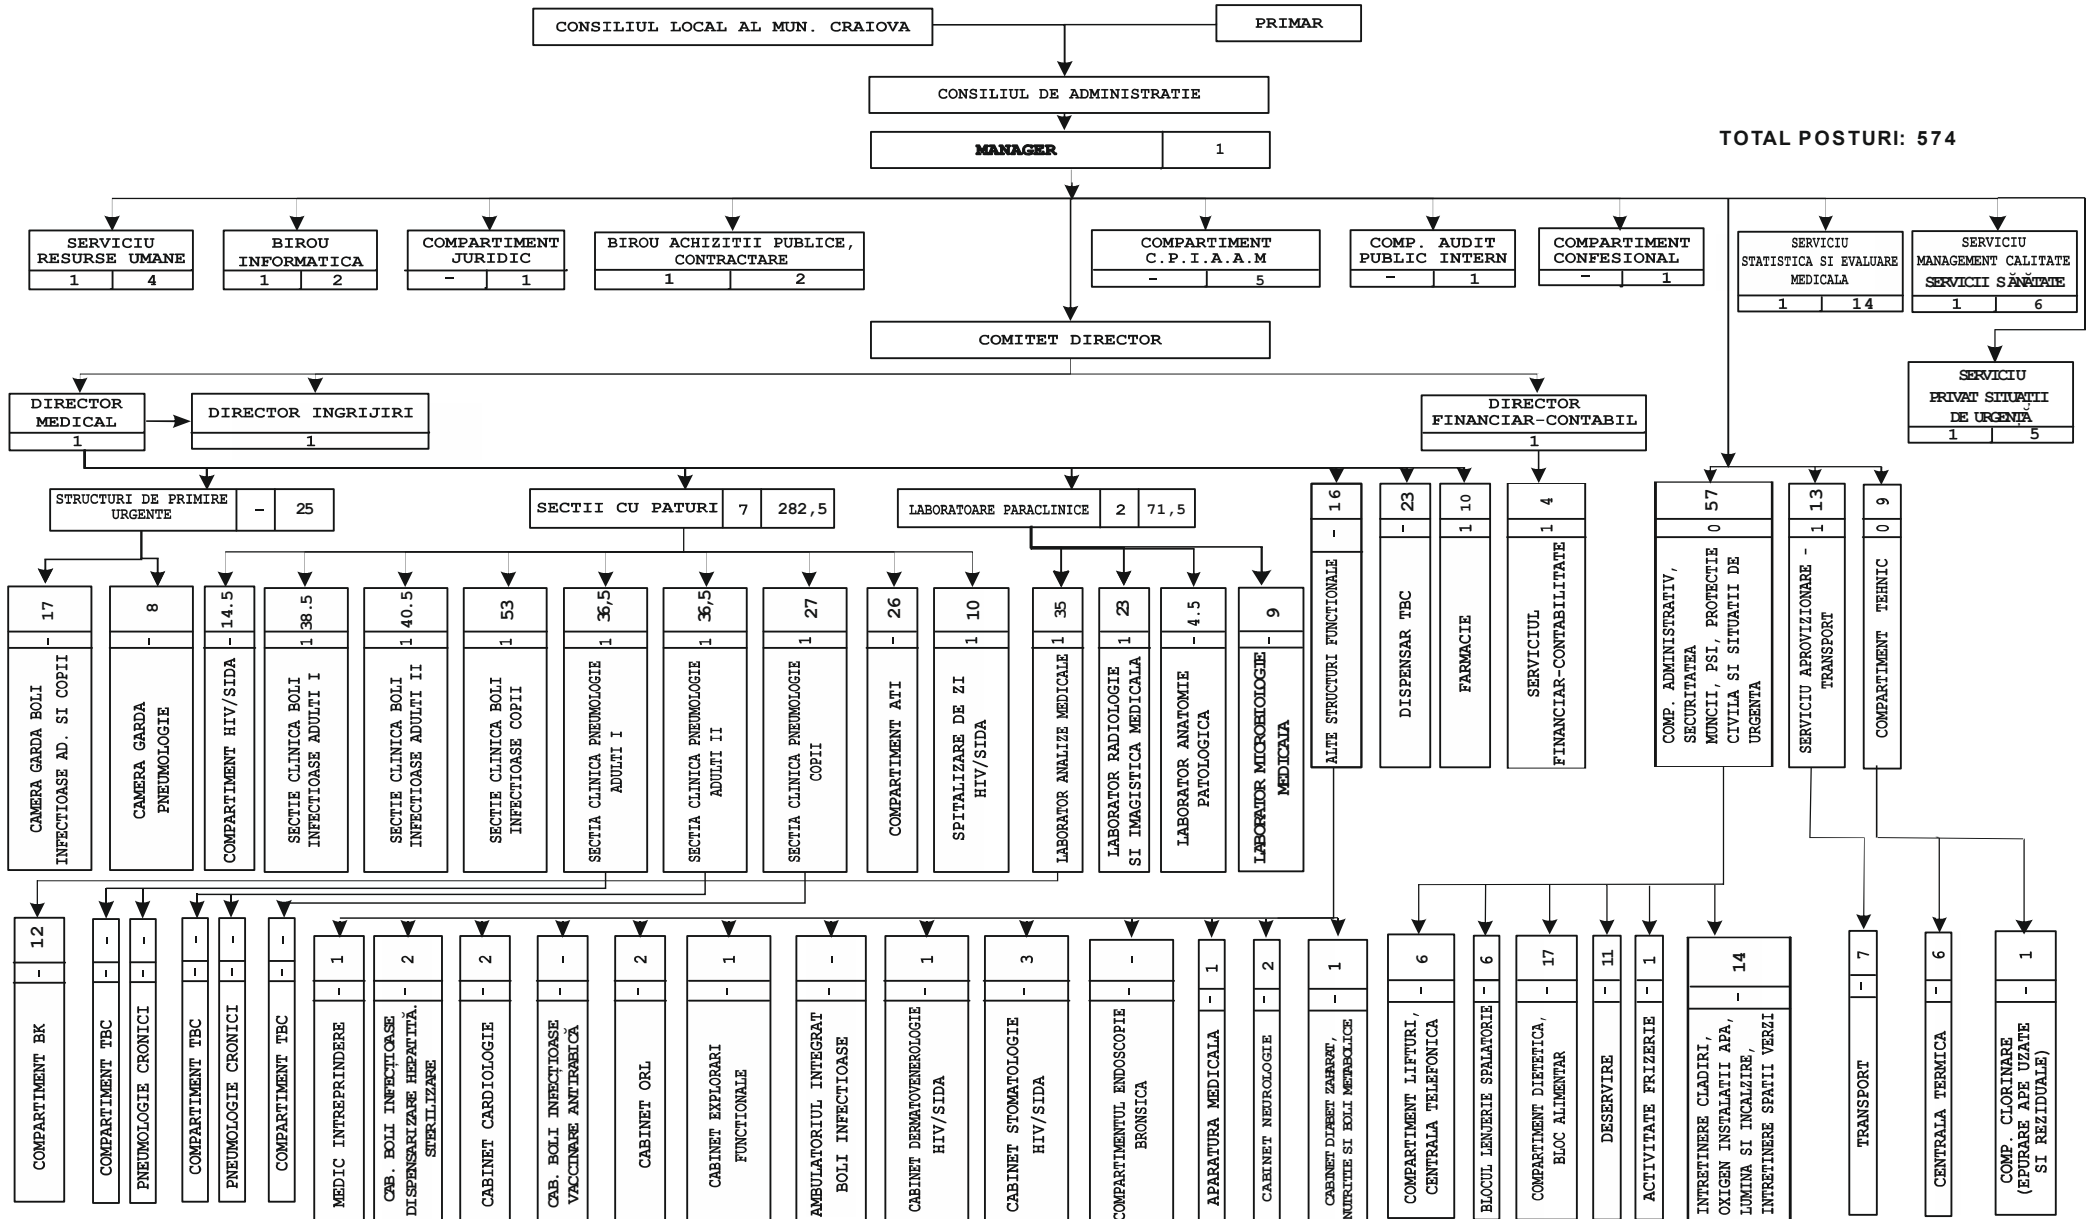 CONSILIUL LOCAL AL MUN. CRAIOVA
PRIMAR
CONSILIUL DE ADMINISTRATIE
MANAGER 1
TOTAL POSTURI: 574
SERVICIU
RESURSE UMANE
1 4
BIROU
INFORMATICA
1 2
COMPARTIMENT
JURIDIC
- 1
BIROU ACHIZITII PUBLICE,
CONTRACTARE
1 2
COMPARTIMENT
C.P.I.A.A.M
- 5
COMP. AUDIT
PUBLIC INTERN
- 1
COMPARTIMENT
CONFESIONAL
- 1
SERVICIU
STATISTICA SI EVALUARE
MEDICALA
1 14
SERVICIU
MANAGEMENT CALITATE
SERVICII SĂNĂTATE
1 6
COMITET DIRECTOR
SERVICIU
PRIVAT SITUAȚII
DE URGENȚĂ
1 5
DIRECTOR
MEDICAL
1
DIRECTOR INGRIJIRI
1
DIRECTOR
FINANCIAR-CONTABIL
1
STRUCTURI DE PRIMIRE
URGENTE
- 25
SECTII CU PATURI 7 282,5
LABORATOARE PARACLINICE 2 71,5
ALTE STRUCTURI FUNCTIONALE - 16
DISPENSAR TBC - 23
FARMACIE 1 10
SERVICIUL
FINANCIAR-CONTABILITATE
1 4
COMP. ADMINISTRATIV,
SECURITATEA
MUNCII, PSI, PROTECTIE
CIVILA SI SITUATII DE
URGENTA
0 57
SERVICIU APROVIZIONARE -
TRANSPORT
1 13
COMPARTIMENT TEHNIC 0 9
CAMERA GARDA BOLI
INFECTIOASE AD. SI COPII
- 17
CAMERA GARDA
PNEUMOLOGIE
- 8
COMPARTIMENT HIV/SIDA - 14.5
SECTIE CLINICA BOLI
INFECTIOASE ADULTI I
1 38.5
SECTIE CLINICA BOLI
INFECTIOASE ADULTI II
1 40.5
SECTIE CLINICA BOLI
INFECTIOASE COPII
1 53
SECTIA CLINICA PNEUMOLOGIE
ADULTI I
1 36,5
SECTIA CLINICA PNEUMOLOGIE
ADULTI II
1 36,5
SECTIA CLINICA PNEUMOLOGIE
COPII
1 27
COMPARTIMENT ATI - 26
SPITALIZARE DE ZI
HIV/SIDA
1 10
LABORATOR ANALIZE MEDICALE 1 35
LABORATOR RADIOLOGIE
SI IMAGISTICA MEDICALA
1 23
LABORATOR ANATOMIE
PATOLOGICA
- 4.5
LABORATOR MICROBIOLOGIE
MEDICALA
- 9
COMPARTIMENT BK - 12
COMPARTIMENT TBC - -
PNEUMOLOGIE CRONICI - -
COMPARTIMENT TBC - -
PNEUMOLOGIE CRONICI - -
COMPARTIMENT TBC - -
MEDIC INTREPRINDERE - 1
CAB. BOLI INFECȚIOASE
DISPENSARIZARE HEPATITĂ.
STERILIZARE
- 2
CABINET CARDIOLOGIE - 2
CAB. BOLI INFECȚIOASE
VACCINARE ANTIRABICĂ
- -
CABINET ORL - 2
CABINET EXPLORARI
FUNCTIONALE
- 1
AMBULATORIUL INTEGRAT
BOLI INFECTIOASE
- -
CABINET DERMATOVENEROLOGIE
HIV/SIDA
- 1
CABINET STOMATOLOGIE
HIV/SIDA
- 3
COMPARTIMENTUL ENDOSCOPIE
BRONSICA
- -
APARATURA MEDICALA - 1
CABINET NEUROLOGIE - 2
CABINET DIABET ZAHARAT,
NUTRITIE SI BOLI METABOLICE
- 1
COMPARTIMENT LIFTURI,
CENTRALA TELEFONICA
- 6
BLOCUL LENJERIE SPALATORIE - 6
COMPARTIMENT DIETETICA,
BLOC ALIMENTAR
- 17
DESERVIRE - 11
ACTIVITATE FRIZERIE - 1
INTRETINERE CLADIRI,
OXIGEN INSTALATII APA,
LUMINA SI INCALZIRE,
INTRETINERE SPATII VERZI
- 14
TRANSPORT - 7
CENTRALA TERMICA - 6
COMP. CLORINARE
(EPURARE APE UZATE
SI REZIDUALE)
- 1